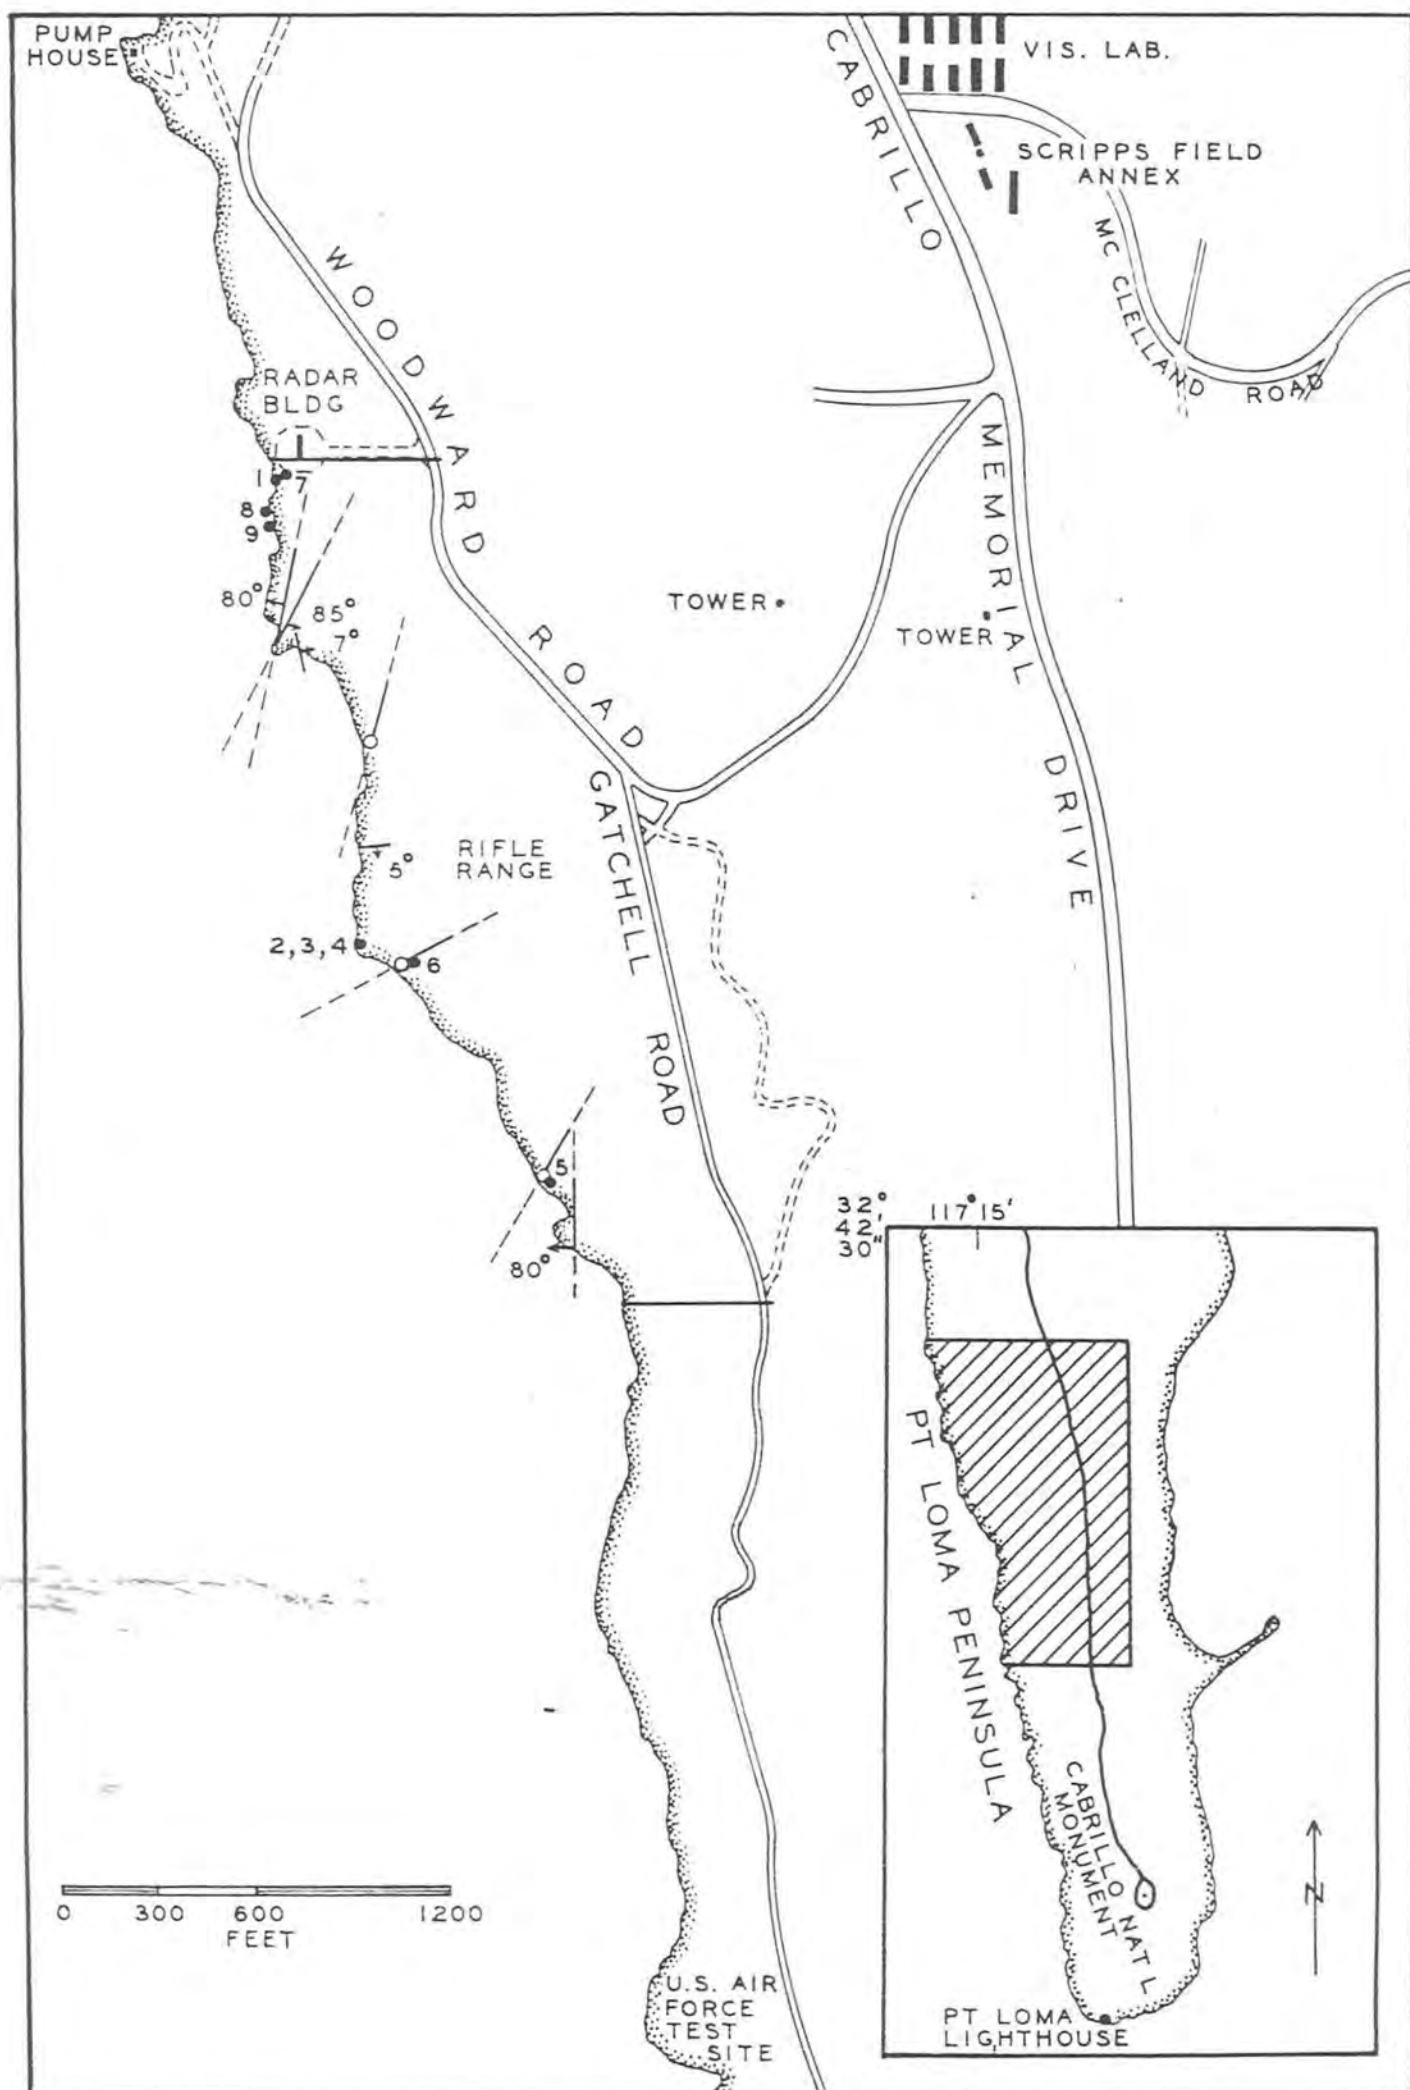 PUMP
HOUSE
VIS. LAB.
CABRILLO
MEMORIAL
DRIVE
SCRIPPS FIELD
ANNEX
MC CLELLAND ROAD
WOODWARD
ROAD
RADAR
BLDG
1
7
8
9
80°
85°
7°
TOWER
TOWER
GATCHELL
ROAD
RIFLE
RANGE
5°
2,3,4
6
5
80°
32°
42'
30"
117° 15'
PT LOMA PENINSULA
CABRILLO NAT L
MONUMENT
N
PT LOMA
LIGHTHOUSE
0 300 600 1200
FEET
U.S. AIR
FORCE
TEST
SITE